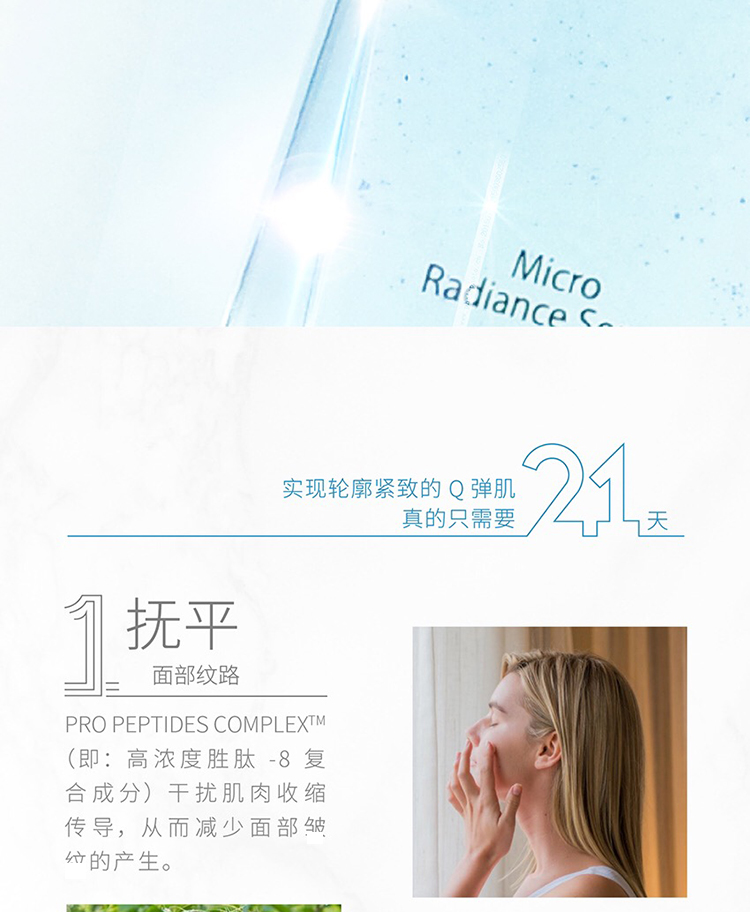 Micro
Radiance
实现轮廓紧致的 Q 弹肌
真的只需要 21 天
1 抚平
面部纹路
PRO PEPTIDES COMPLEX™
（即：高浓度胜肽 -8 复
合成分）干扰肌肉收缩
传导，从而减少面部皱
纹的产生。